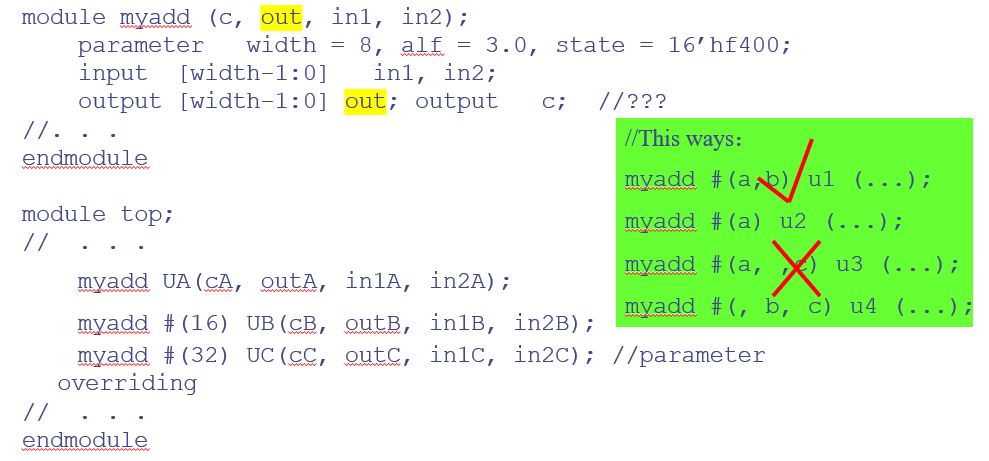 module myadd (c, out, in1, in2);
parameter width = 8, alf = 3.0, state = 16’hf400;
input [width-1:0] in1, in2;
output [width-1:0] out; output c; //???
//. . .
endmodule
module top;
// . . .
myadd UA(cA, outA, in1A, in2A);
myadd #(16) UB(cB, outB, in1B, in2B);
myadd #(32) UC(cC, outC, in1C, in2C); //parameter
overriding
// . . .
endmodule
//This ways:
myadd #(a,b) u1 (...);
myadd #(a) u2 (...);
myadd #(a, ,c) u3 (...);
myadd #(, b, c) u4 (...);